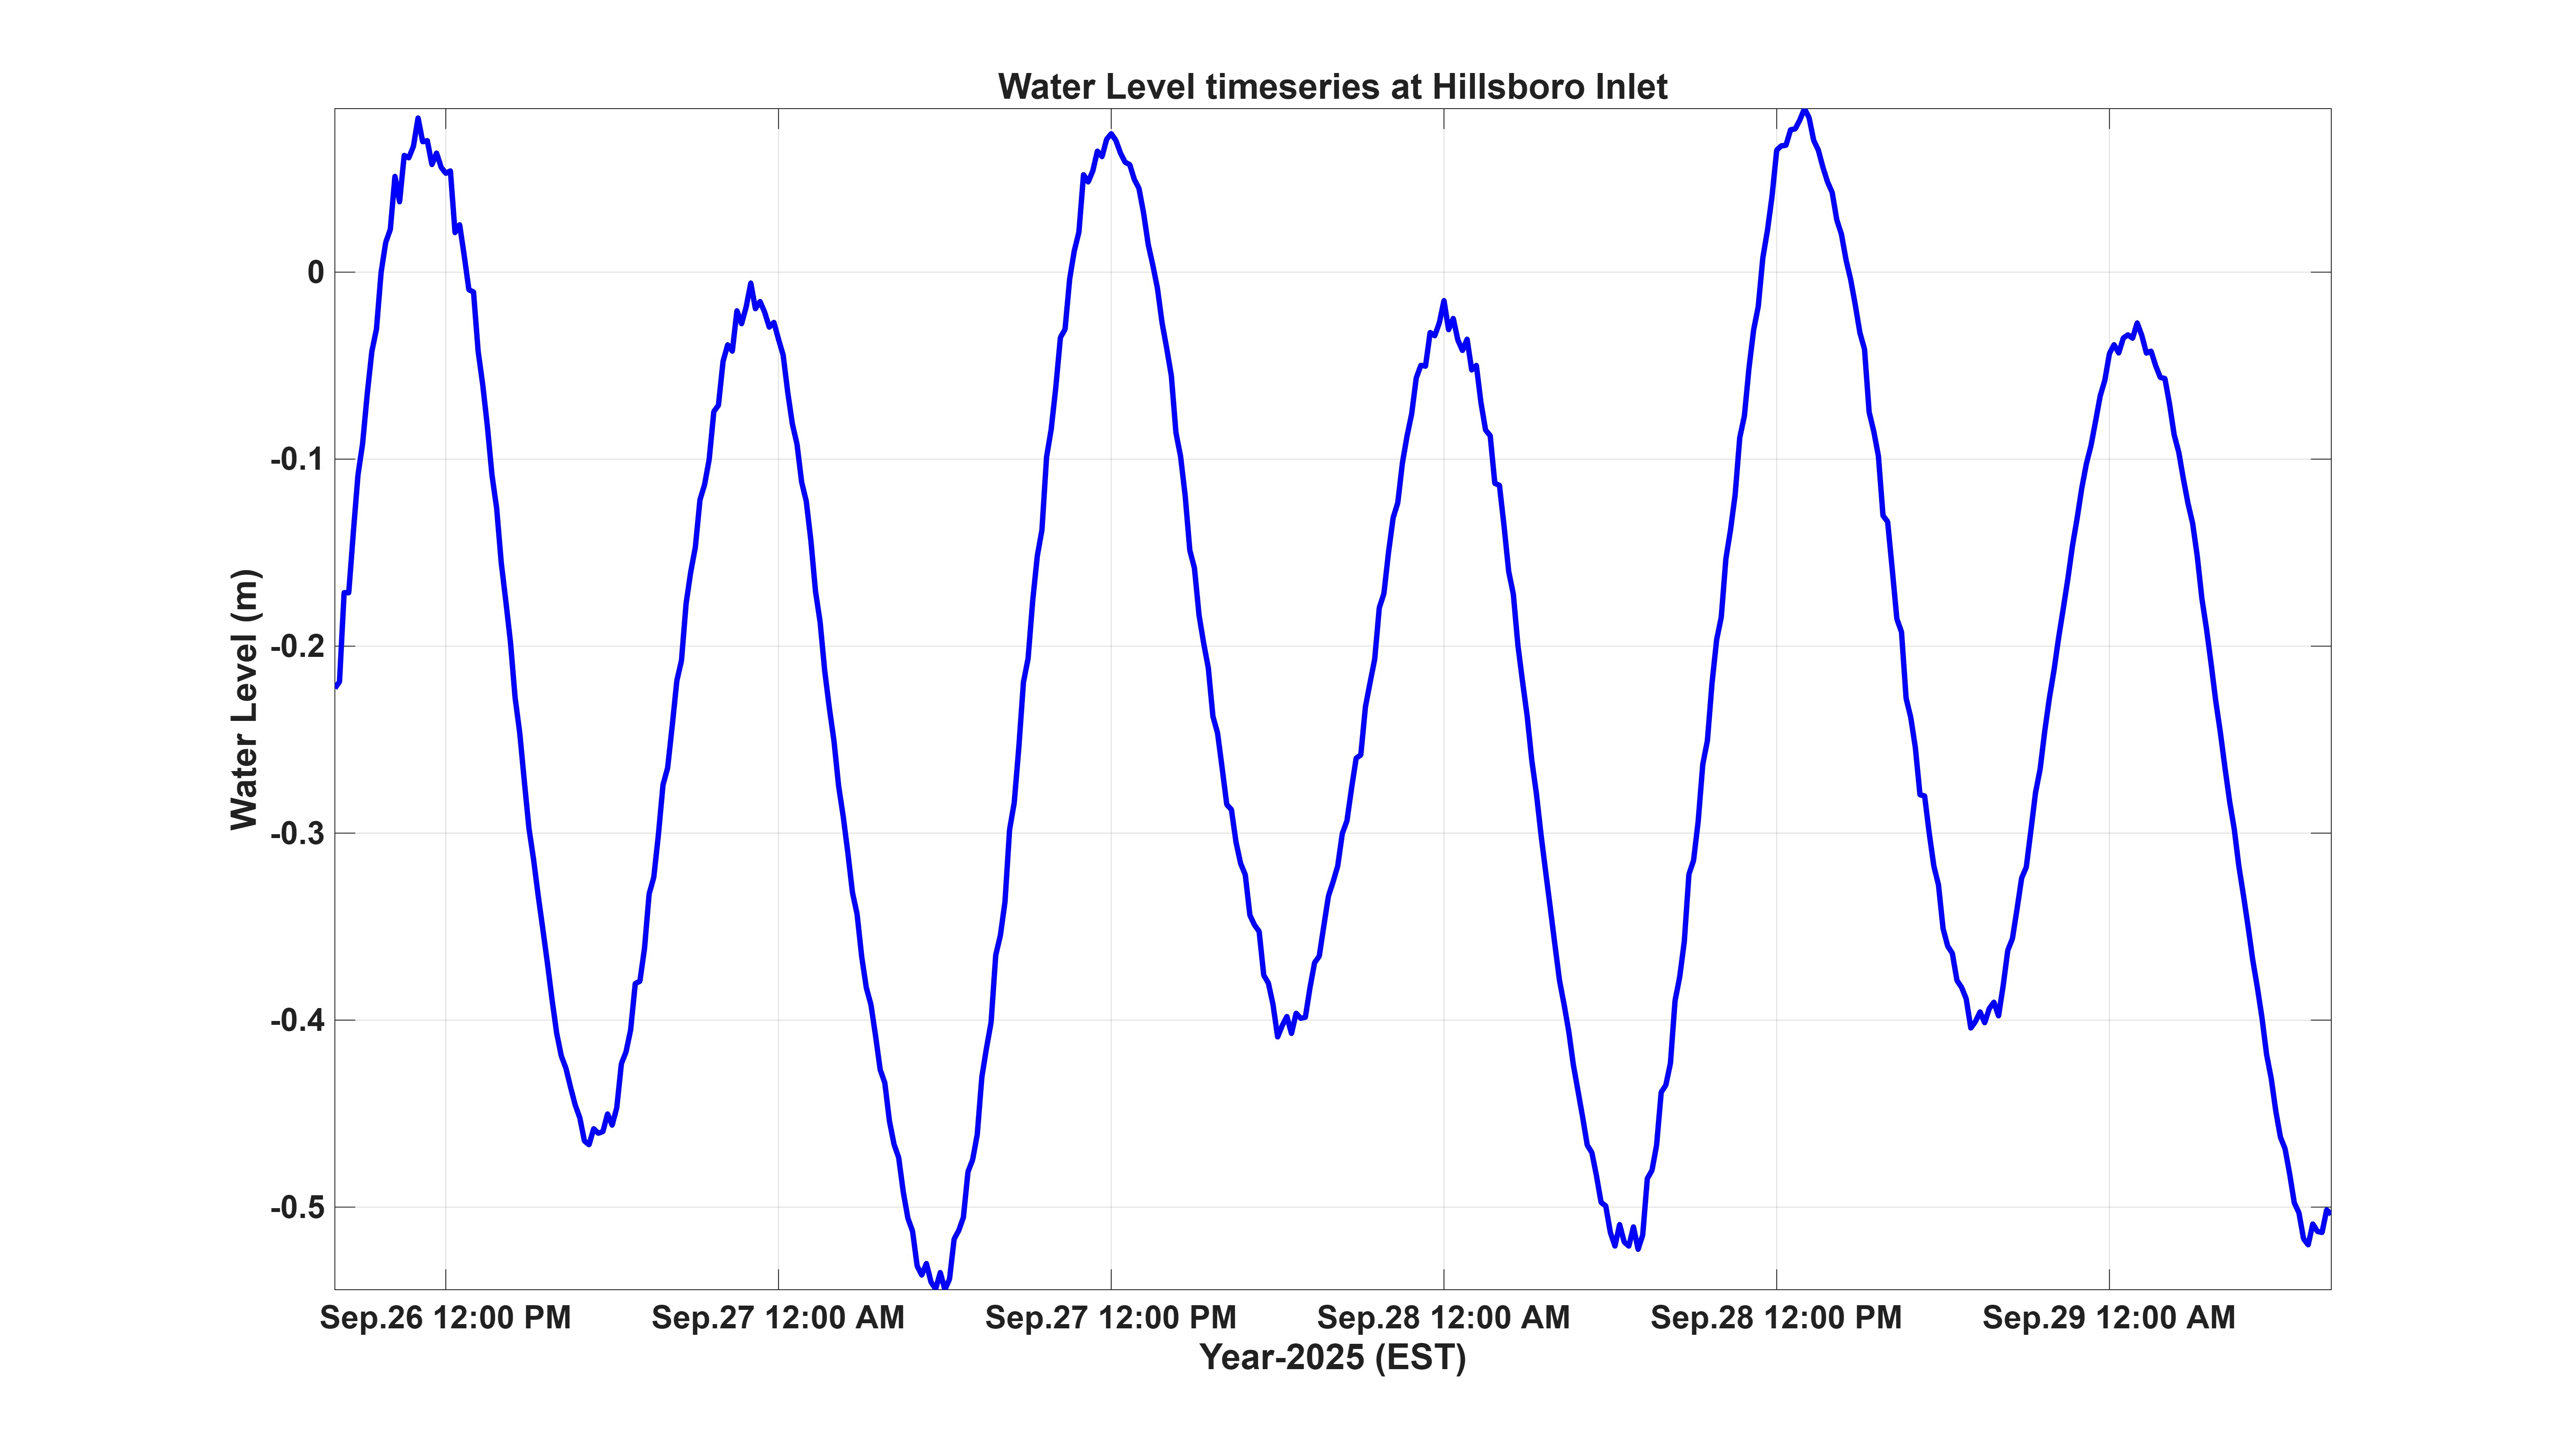 Water Level timeseries at Hillsboro Inlet
Water Level (m)
0
-0.1
-0.2
-0.3
-0.4
-0.5
Sep.26 12:00 PM
Sep.27 12:00 AM
Sep.27 12:00 PM
Sep.28 12:00 AM
Sep.28 12:00 PM
Sep.29 12:00 AM
Year-2025 (EST)